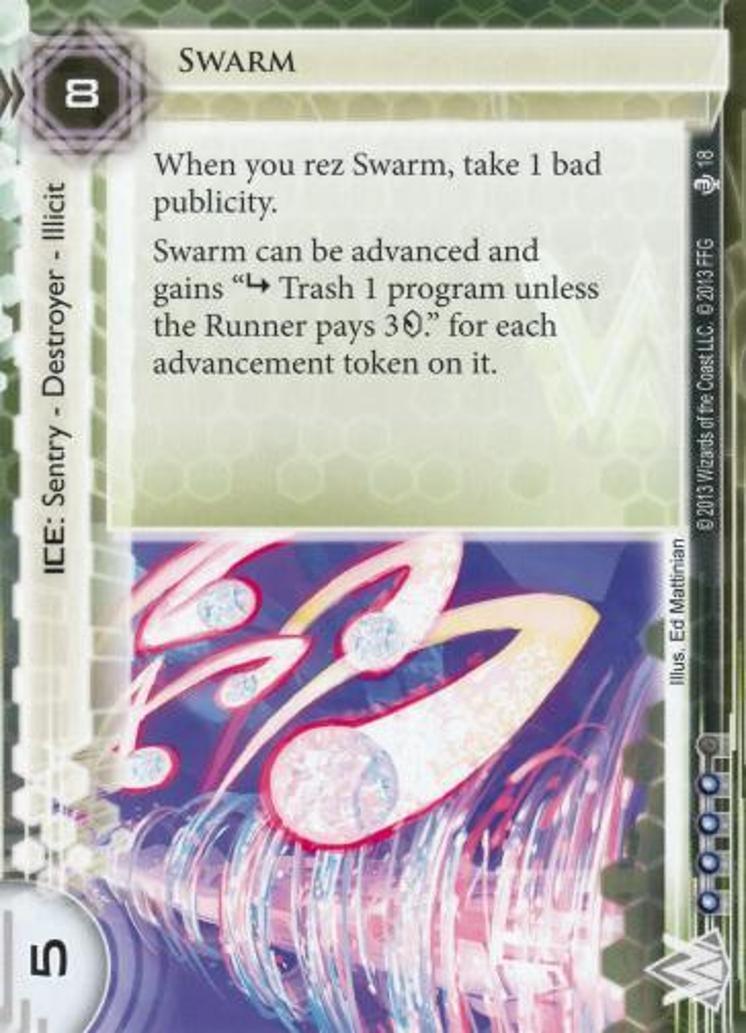 SWARM
8
When you rez Swarm, take 1 bad
publicity.
Swarm can be advanced and
gains “↳ Trash 1 program unless
the Runner pays 3.” for each
advancement token on it.
ICE: Sentry - Destroyer - Illicit
18
©2013 Wizards of the Coast LLC. ©2013 FFG
Illus. Ed Mattinian
5